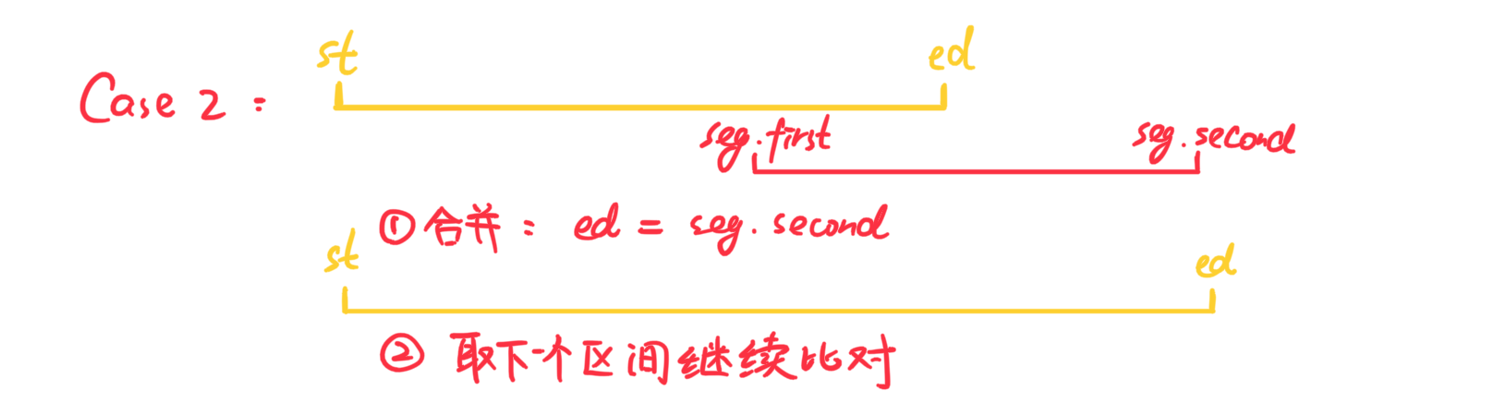 st ed
Case 2:
seg.first seg.second
①合并: ed = seg.second
st ed
② 取下个区间继续比对